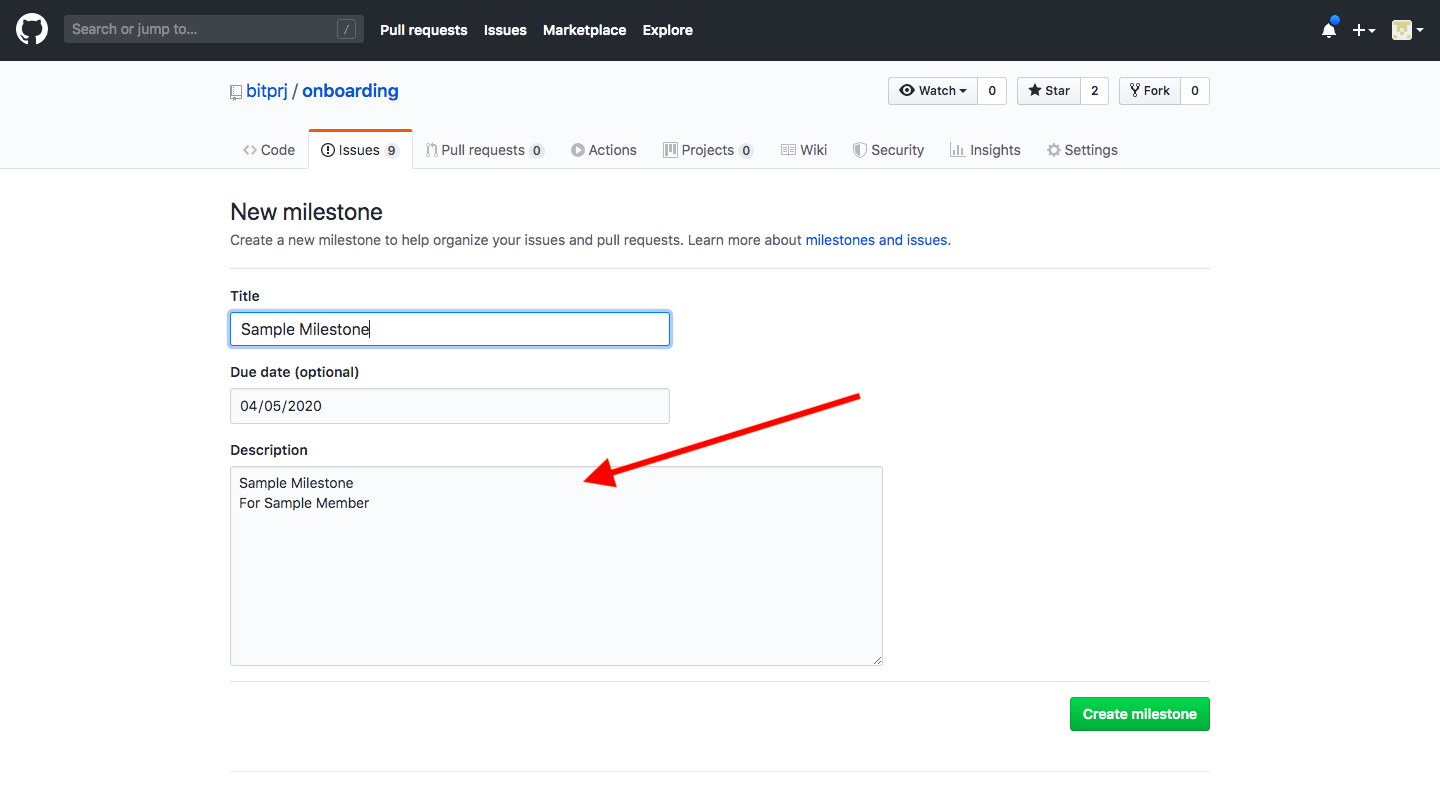 Search or jump to... /
Pull requests Issues Marketplace Explore
bitprj / onboarding
Watch 0 Star 2 Fork 0
Code Issues 9 Pull requests 0 Actions Projects 0 Wiki Security Insights Settings
New milestone
Create a new milestone to help organize your issues and pull requests. Learn more about milestones and issues.
Title
Sample Milestone
Due date (optional)
04/05/2020
Description
Sample Milestone
For Sample Member
Create milestone